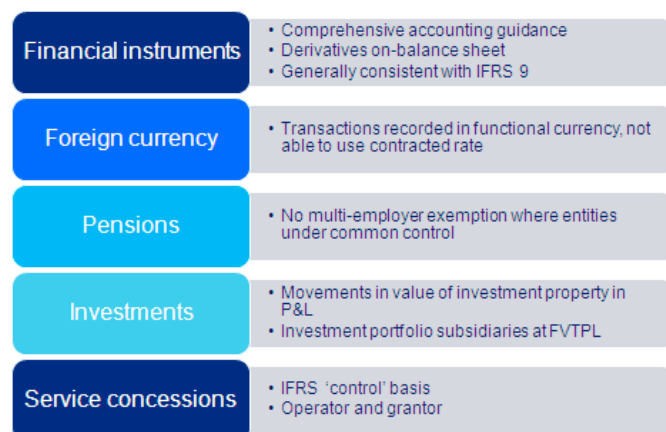 Financial instruments
• Comprehensive accounting guidance
• Derivatives on-balance sheet
• Generally consistent with IFRS 9
Foreign currency
• Transactions recorded in functional currency, not
able to use contracted rate
Pensions
• No multi-employer exemption where entities
under common control
Investments
• Movements in value of investment property in
P&L
• Investment portfolio subsidiaries at FVTPL
Service concessions
• IFRS ‘control’ basis
• Operator and grantor